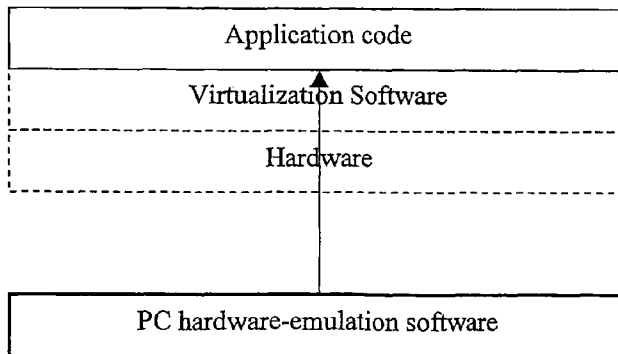 Application code
Virtualization Software
Hardware
PC hardware-emulation software